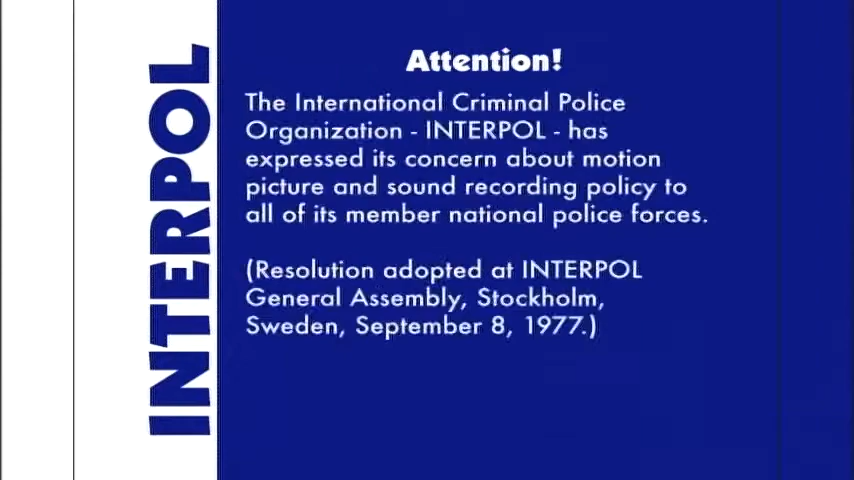 INTERPOL
Attention!
The International Criminal Police
Organization - INTERPOL - has
expressed its concern about motion
picture and sound recording policy to
all of its member national police forces.
(Resolution adopted at INTERPOL
General Assembly, Stockholm,
Sweden, September 8, 1977.)